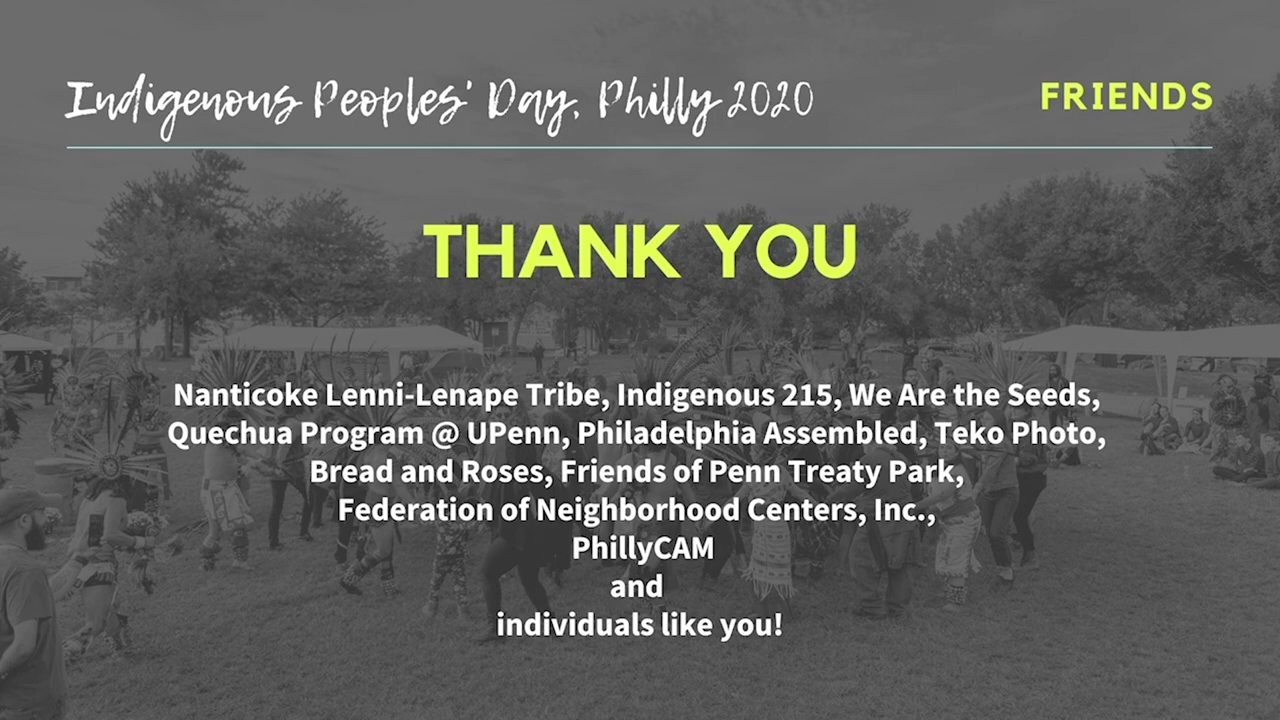 Indigenous Peoples' Day, Philly 2020
FRIENDS
THANK YOU
Nanticoke Lenni-Lenape Tribe, Indigenous 215, We Are the Seeds,
Quechua Program @ UPenn, Philadelphia Assembled, Teko Photo,
Bread and Roses, Friends of Penn Treaty Park,
Federation of Neighborhood Centers, Inc.,
PhillyCAM
and
individuals like you!